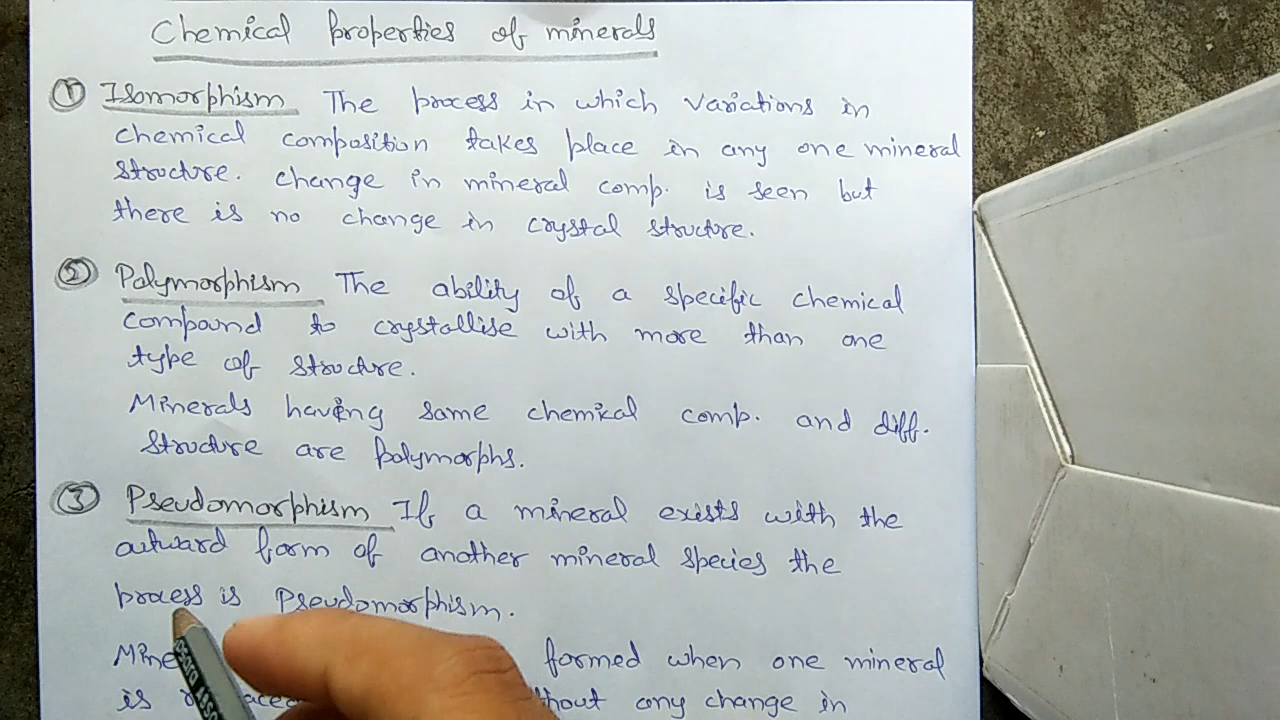 Chemical properties of minerals
① Isomorphism The process in which variations in
chemical composition takes place in any one mineral
structure. change in mineral comp. is seen but
there is no change in crystal structure.
② Polymorphism The ability of a specific chemical
compound to crystallise with more than one
type of structure.
Minerals having same chemical comp. and diff.
structure are polymorphs.
③ Pseudomorphism If a mineral exists with the
outward form of another mineral species the
process is Pseudomorphism.
formed when one mineral
is any change in